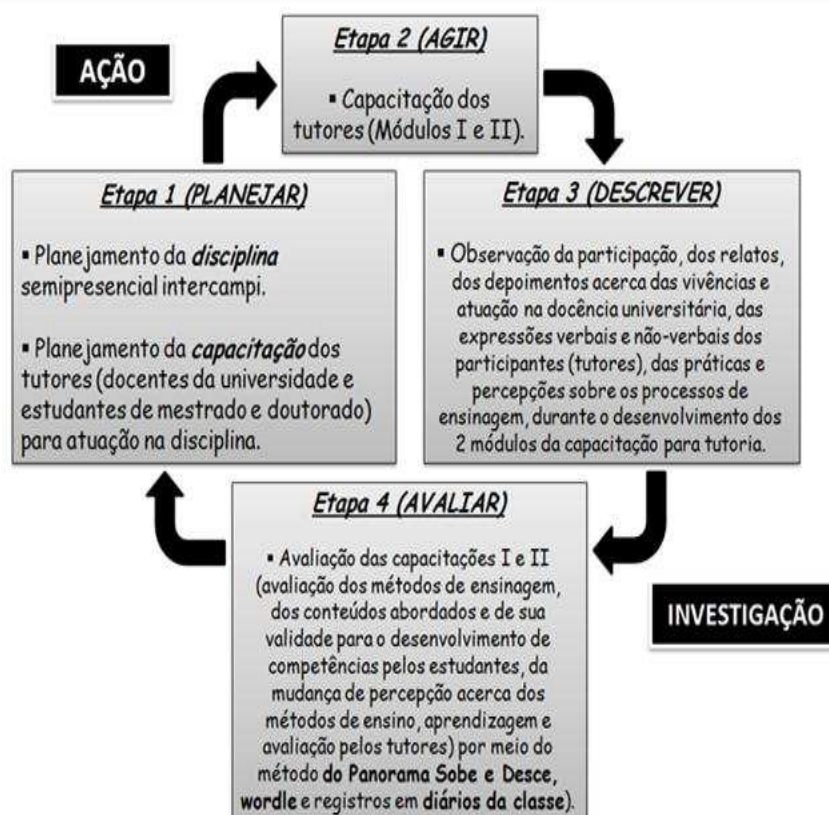 AÇÃO
Etapa 2 (AGIR)
▪ Capacitação dos
tutores (Módulos I e II).
Etapa 1 (PLANEJAR)
▪ Planejamento da disciplina
semipresencial intercampi.
▪ Planejamento da capacitação dos
tutores (docentes da universidade e
estudantes de mestrado e doutorado)
para atuação na disciplina.
Etapa 3 (DESCREVER)
▪ Observação da participação, dos relatos,
dos depoimentos acerca das vivências e
atuação na docência universitária, das
expressões verbais e não-verbais dos
participantes (tutores), das práticas e
percepções sobre os processos de
ensinagem, durante o desenvolvimento dos
2 módulos da capacitação para tutoria.
Etapa 4 (AVALIAR)
▪ Avaliação das capacitações I e II
(avaliação dos métodos de ensinagem,
dos conteúdos abordados e de sua
validade para o desenvolvimento de
competências pelos estudantes, da
mudança de percepção acerca dos
métodos de ensino, aprendizagem e
avaliação pelos tutores) por meio do
método do Panorama Sobe e Desce,
wordle e registros em diários da classe).
INVESTIGAÇÃO